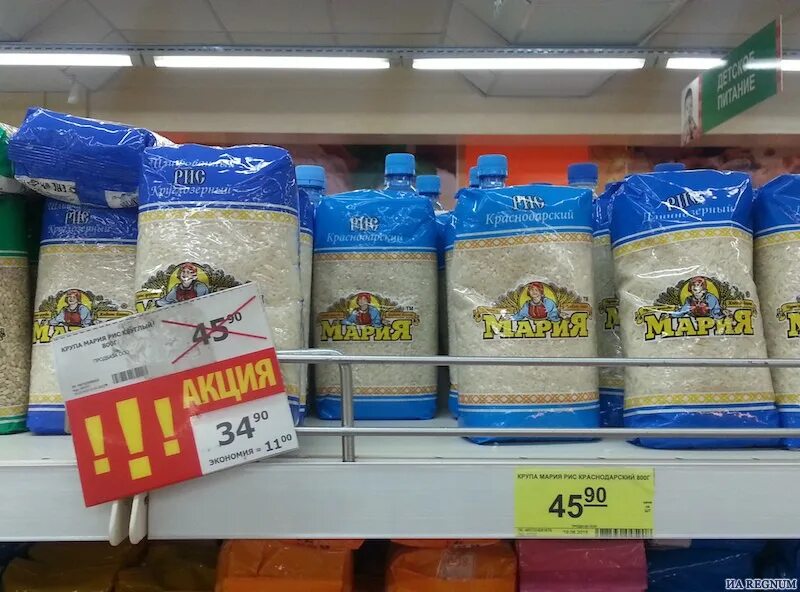 ДЕТСКОЕ
ПИТАНИЕ
РИС
Круглозерный
РИС
РИС
Краснодарский
РИС
Краснодарский
РИС
МАРИЯ
МАРИЯ
МАРИЯ
МАРИЯ
КРУПА МАРИЯ РИС КРУГЛЫЙ
800Г
45 90
АКЦИЯ
!!!
34 90
ЭКОНОМИЯ = 11 00
КРУПА МАРИЯ РИС КРАСНОДАРСКИЙ 800Г
45 90
ИА REGNUM